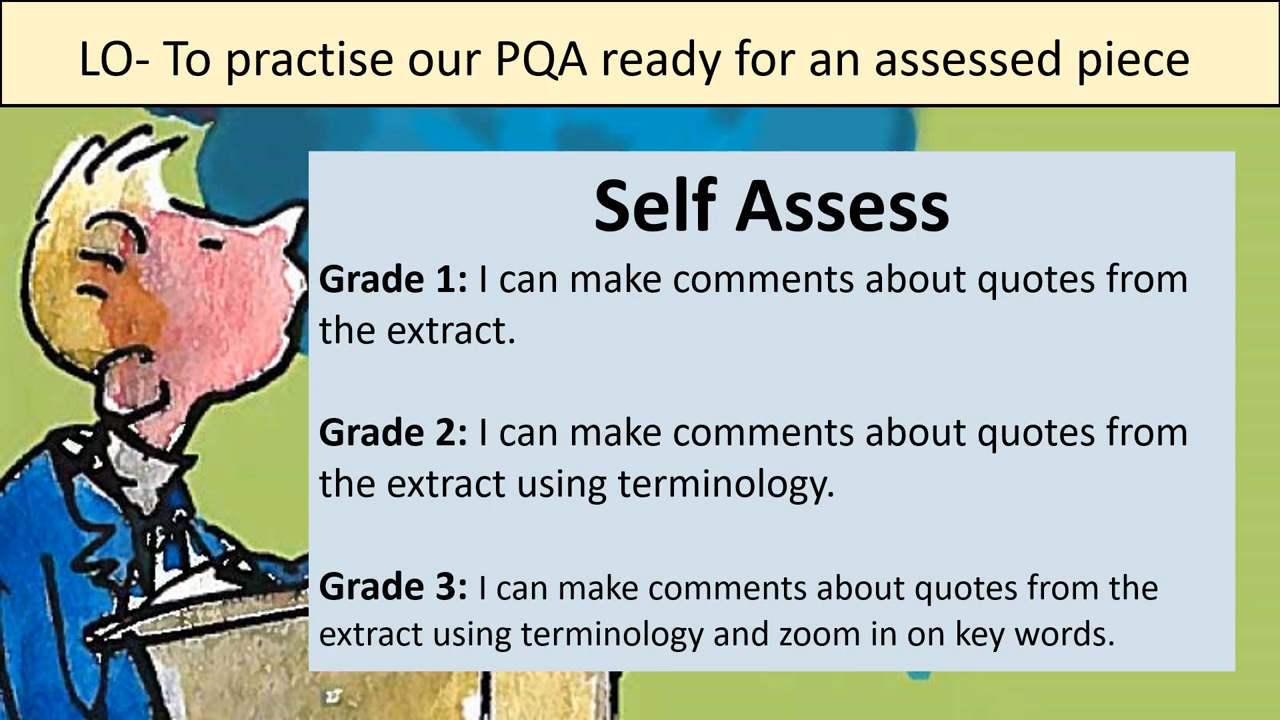 LO- To practise our PQA ready for an assessed piece
Self Assess
Grade 1: I can make comments about quotes from
the extract.
Grade 2: I can make comments about quotes from
the extract using terminology.
Grade 3: I can make comments about quotes from the
extract using terminology and zoom in on key words.